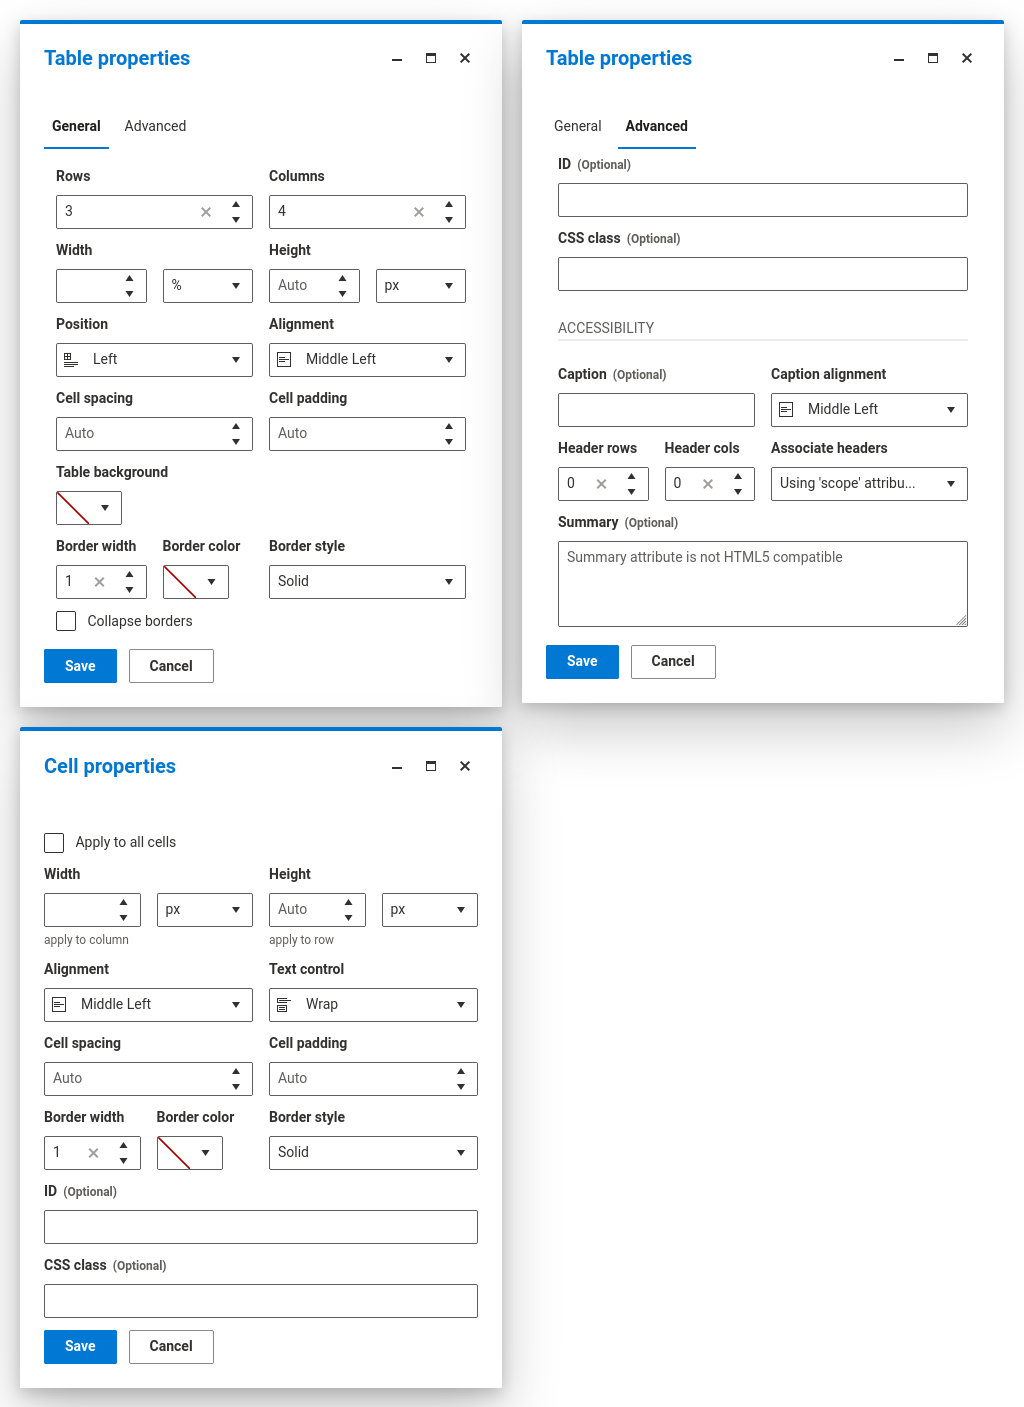 Table properties
General Advanced
Rows Columns
3 4
Width Height
% Auto px
Position Alignment
Left Middle Left
Cell spacing Cell padding
Auto Auto
Table background
Border width Border color Border style
1 Solid
Collapse borders
Save Cancel
Table properties
General Advanced
ID (Optional)
CSS class (Optional)
ACCESSIBILITY
Caption (Optional) Caption alignment
Middle Left
Header rows Header cols Associate headers
0 0 Using 'scope' attribu...
Summary (Optional)
Summary attribute is not HTML5 compatible
Save Cancel
Cell properties
Apply to all cells
Width Height
px Auto px
apply to column apply to row
Alignment Text control
Middle Left Wrap
Cell spacing Cell padding
Auto Auto
Border width Border color Border style
1 Solid
ID (Optional)
CSS class (Optional)
Save Cancel